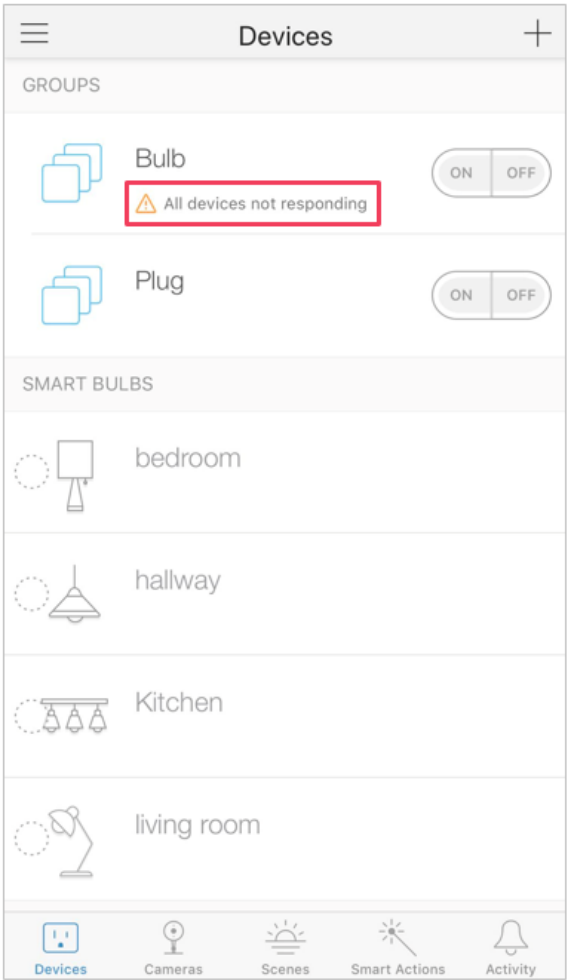 Devices
GROUPS
Bulb
ON OFF
All devices not responding
Plug
ON OFF
SMART BULBS
bedroom
hallway
Kitchen
living room
Devices Cameras Scenes Smart Actions Activity